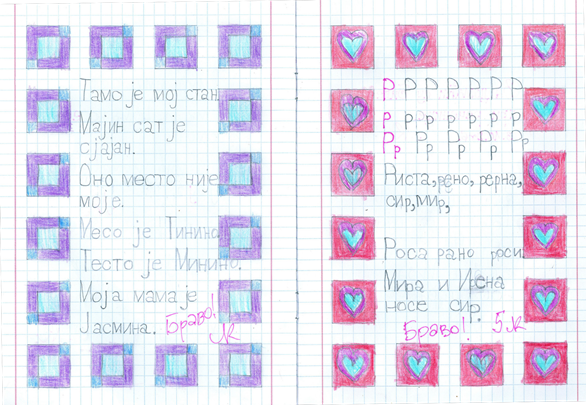 Тамо је мој стан.
Мајин сат је
сјајан.
Оно место није
моје.
Месо је Тинино.
Тесто је Минино.
Моја мама је
Јасмина. Браво!
Р Р Р Р Р Р Р
р р р р р р р
Рр Рр Рр Рр Рр
Риста, рено, рерна,
сир, мир,
Роса рано роси.
Мира и Ирена
носе сир.
Браво! 5